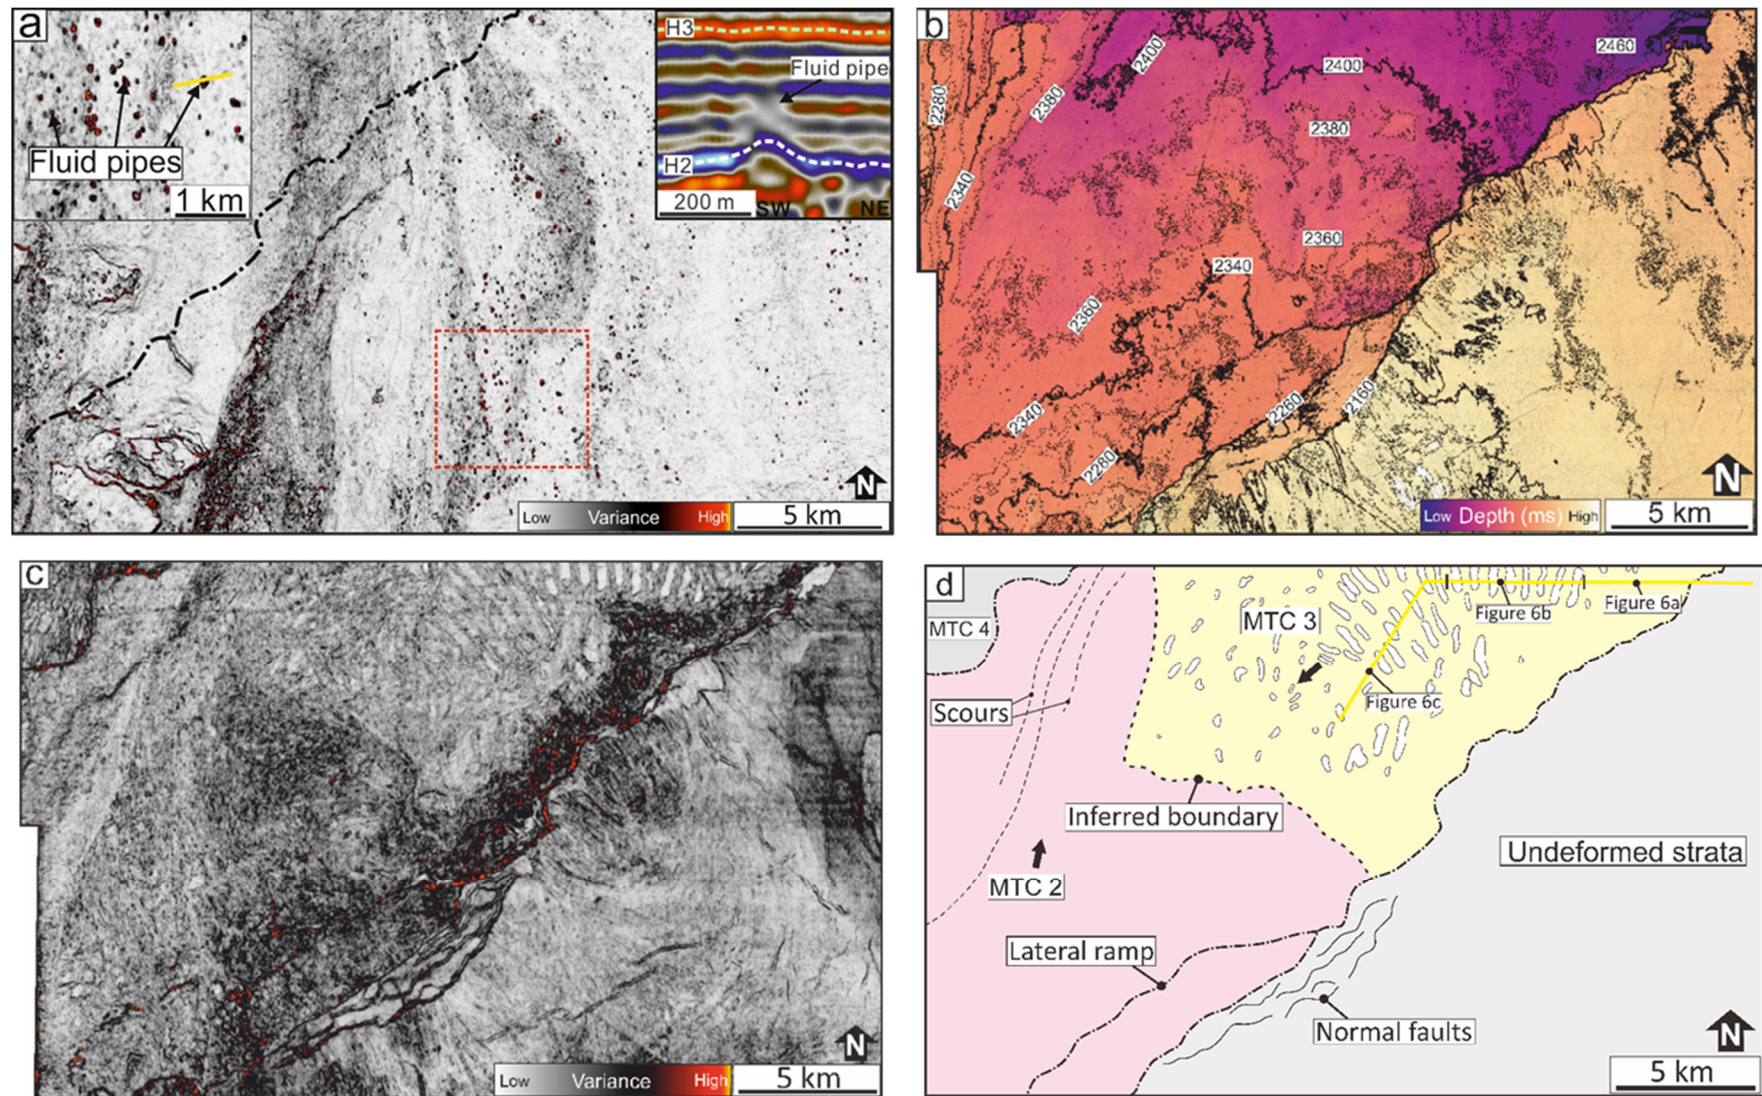 a
Fluid pipes
1 km
H3
Fluid pipe
H2
200 m
SW
NE
N
Low Variance High
5 km
b
2460
2400
2400
2380
2280
2380
2340
2360
2340
2360
2340
2280
2260
2160
N
Low Depth (ms) High
5 km
c
N
Low Variance High
5 km
d
MTC 4
MTC 3
Figure 6b
Figure 6a
Figure 6c
Scours
Inferred boundary
Undeformed strata
MTC 2
Lateral ramp
Normal faults
N
5 km